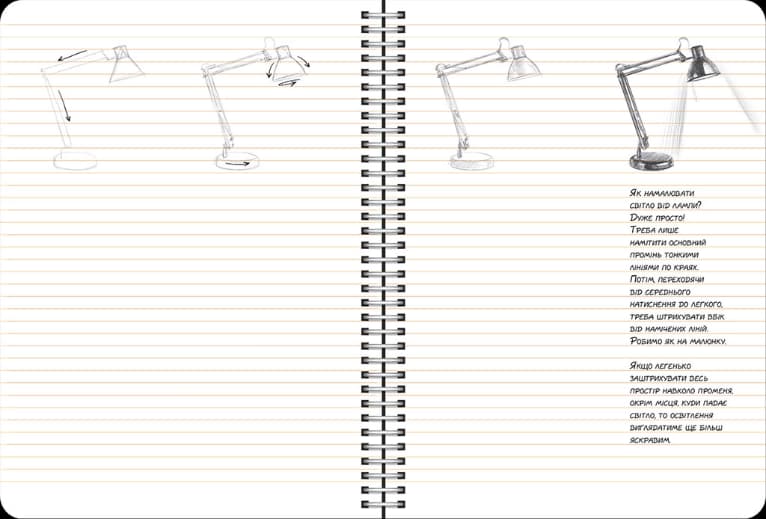 Як намалювати
світло від лампи?
Дуже просто!
Треба лише
намітити основний
промінь тонкими
лініями по краях.
Потім, переходячи
від середнього
натиснення до легкого,
треба штрихувати вбік
від намічених ліній.
Робимо як на малюнку.
Якщо легенько
заштрихувати весь
простір навколо променя,
окрім місця, куди падає
світло, то освітлення
виглядатиме ще більш
яскравим.